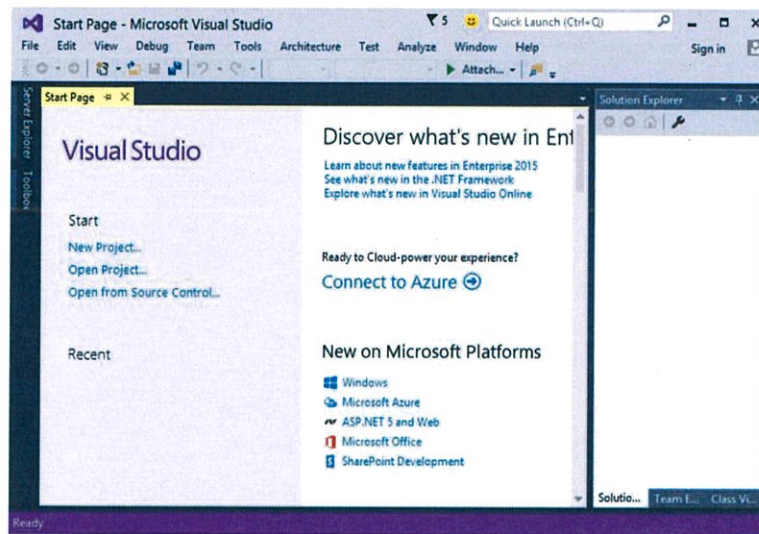 Start Page - Microsoft Visual Studio
5
Quick Launch (Ctrl+Q)
File Edit View Debug Team Tools Architecture Test Analyze Window Help
Sign in
Attach...
Server Explorer
Toolbox
Start Page
Visual Studio
Start
New Project...
Open Project...
Open from Source Control...
Recent
Discover what's new in Ent
Learn about new features in Enterprise 2015
See what's new in the .NET Framework
Explore what's new in Visual Studio Online
Ready to Cloud-power your experience?
Connect to Azure
New on Microsoft Platforms
Windows
Microsoft Azure
ASP.NET 5 and Web
Microsoft Office
SharePoint Development
Solution Explorer
Solutio... Team E... Class Vi...
Ready